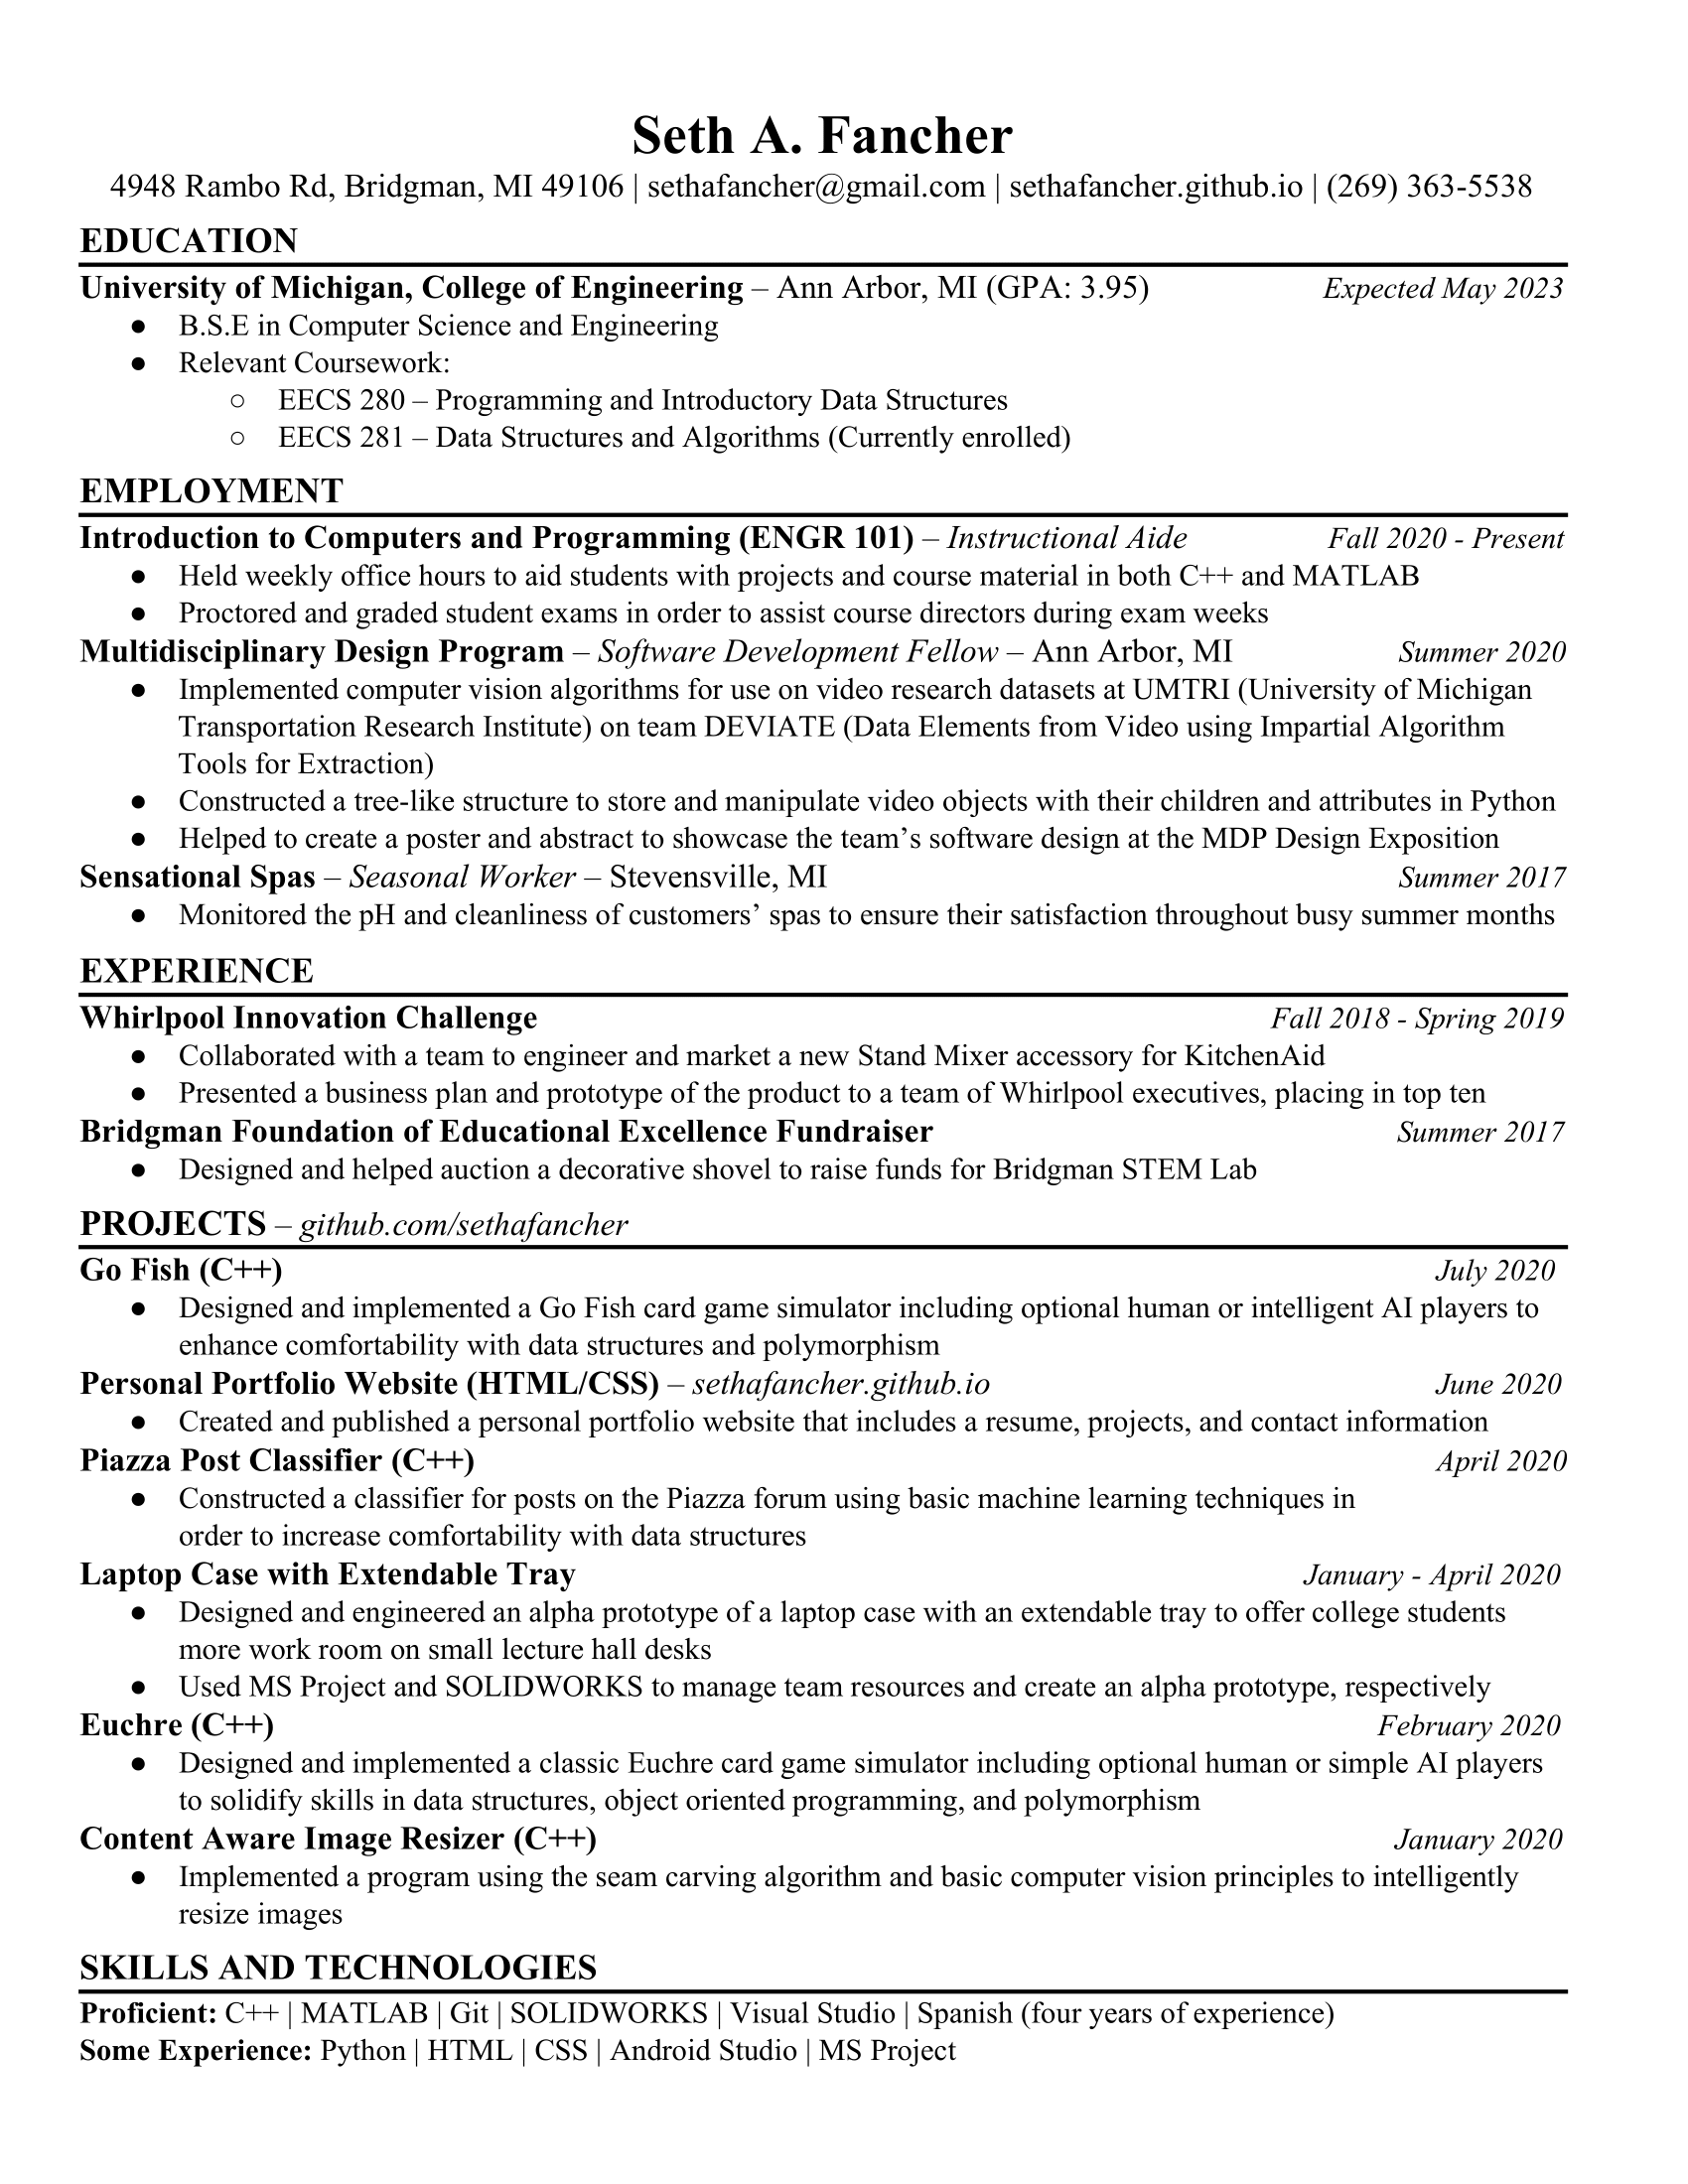 Seth A. Fancher
4948 Rambo Rd, Bridgman, MI 49106 | sethafancher@gmail.com | sethafancher.github.io | (269) 363-5538
EDUCATION
University of Michigan, College of Engineering – Ann Arbor, MI (GPA: 3.95) Expected May 2023
● B.S.E in Computer Science and Engineering
● Relevant Coursework:
○ EECS 280 – Programming and Introductory Data Structures
○ EECS 281 – Data Structures and Algorithms (Currently enrolled)
EMPLOYMENT
Introduction to Computers and Programming (ENGR 101) – Instructional Aide Fall 2020 - Present
● Held weekly office hours to aid students with projects and course material in both C++ and MATLAB
● Proctored and graded student exams in order to assist course directors during exam weeks
Multidisciplinary Design Program – Software Development Fellow – Ann Arbor, MI Summer 2020
● Implemented computer vision algorithms for use on video research datasets at UMTRI (University of Michigan
Transportation Research Institute) on team DEVIATE (Data Elements from Video using Impartial Algorithm
Tools for Extraction)
● Constructed a tree-like structure to store and manipulate video objects with their children and attributes in Python
● Helped to create a poster and abstract to showcase the team’s software design at the MDP Design Exposition
Sensational Spas – Seasonal Worker – Stevensville, MI Summer 2017
● Monitored the pH and cleanliness of customers’ spas to ensure their satisfaction throughout busy summer months
EXPERIENCE
Whirlpool Innovation Challenge Fall 2018 - Spring 2019
● Collaborated with a team to engineer and market a new Stand Mixer accessory for KitchenAid
● Presented a business plan and prototype of the product to a team of Whirlpool executives, placing in top ten
Bridgman Foundation of Educational Excellence Fundraiser Summer 2017
● Designed and helped auction a decorative shovel to raise funds for Bridgman STEM Lab
PROJECTS – github.com/sethafancher
Go Fish (C++) July 2020
● Designed and implemented a Go Fish card game simulator including optional human or intelligent AI players to
enhance comfortability with data structures and polymorphism
Personal Portfolio Website (HTML/CSS) – sethafancher.github.io June 2020
● Created and published a personal portfolio website that includes a resume, projects, and contact information
Piazza Post Classifier (C++) April 2020
● Constructed a classifier for posts on the Piazza forum using basic machine learning techniques in
order to increase comfortability with data structures
Laptop Case with Extendable Tray January - April 2020
● Designed and engineered an alpha prototype of a laptop case with an extendable tray to offer college students
more work room on small lecture hall desks
● Used MS Project and SOLIDWORKS to manage team resources and create an alpha prototype, respectively
Euchre (C++) February 2020
● Designed and implemented a classic Euchre card game simulator including optional human or simple AI players
to solidify skills in data structures, object oriented programming, and polymorphism
Content Aware Image Resizer (C++) January 2020
● Implemented a program using the seam carving algorithm and basic computer vision principles to intelligently
resize images
SKILLS AND TECHNOLOGIES
Proficient: C++ | MATLAB | Git | SOLIDWORKS | Visual Studio | Spanish (four years of experience)
Some Experience: Python | HTML | CSS | Android Studio | MS Project